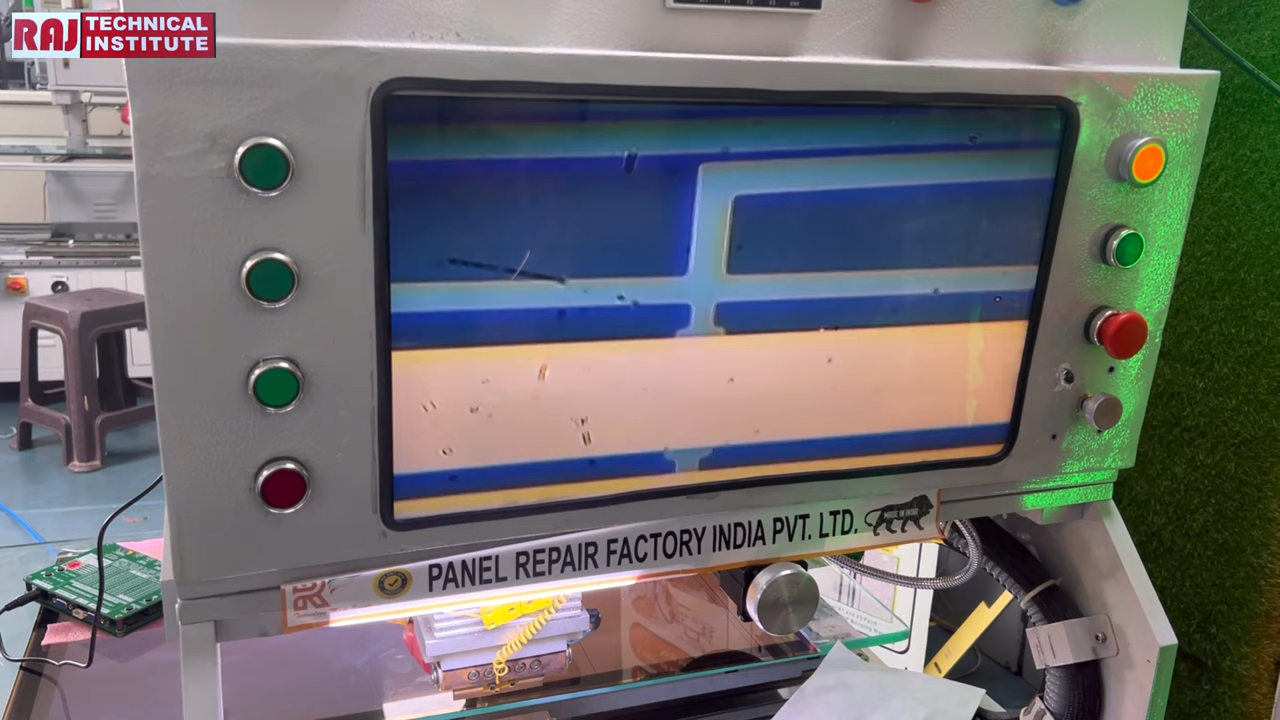 RAJ TECHNICAL
INSTITUTE
PANEL REPAIR FACTORY INDIA PVT. LTD.
MADE IN INDIA